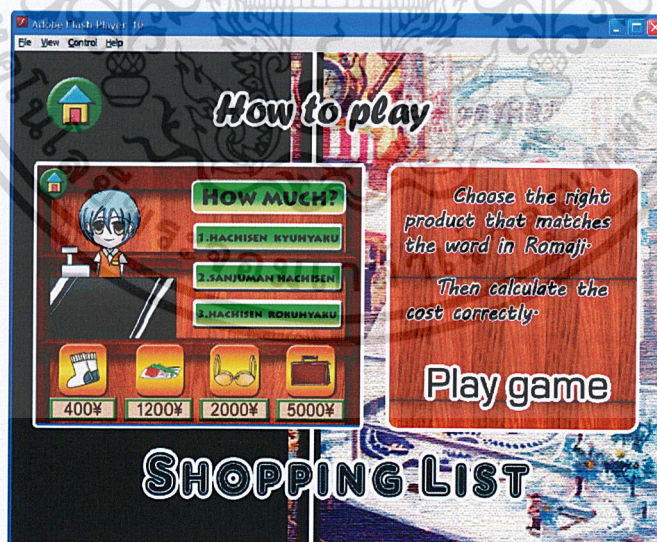 Adobe Flash Player 10
File View Control Help
How to play
HOW MUCH?
1.HACHISEN KYUHYAKU
2.SANJUMAN HACHISEN
3.HACHISEN ROKUHYAKU
400¥ 1200¥ 2000¥ 5000¥
Choose the right
product that matches
the word in Romaji.
Then calculate the
cost correctly.
Play game
SHOPPING LIST